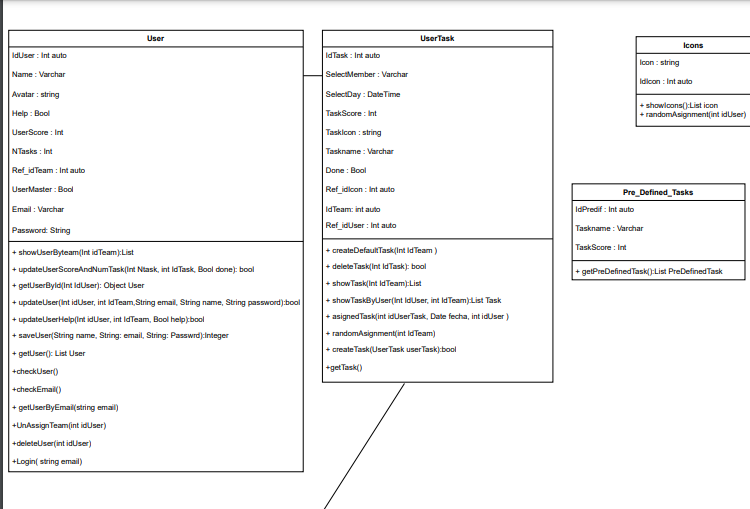 User
IdUser : Int auto
Name : Varchar
Avatar : string
Help : Bool
UserScore : Int
NTasks : Int
Ref_idTeam : Int auto
UserMaster : Bool
Email : Varchar
Password: String
+ showUserByteam(Int idTeam):List
+ updateUserScoreAndNumTask(Int Ntask, int IdTask, Bool done): bool
+ getUserById(Int IdUser): Object User
+ updateUser(Int idUser, int IdTeam,String email, String name, String password):bool
+ updateUserHelp(Int idUser, int IdTeam, Bool help):bool
+ saveUser(String name, String: email, String: Passwrd):Integer
+ getUser(): List User
+checkUser()
+checkEmail()
+ getUserByEmail(string email)
+UnAssignTeam(int idUser)
+deleteUser(int idUser)
+Login( string email)
UserTask
IdTask : Int auto
SelectMember : Varchar
SelectDay : DateTime
TaskScore : Int
TaskIcon : string
Taskname : Varchar
Done : Bool
Ref_idIcon : Int auto
IdTeam: int auto
Ref_idUser : Int auto
+ createDefaultTask(Int IdTeam )
+ deleteTask(Int IdTask): bool
+ showTask(Int IdTeam):List
+ showTaskByUser(Int IdUser, int IdTeam):List Task
+ asignedTask(int idUserTask, Date fecha, int idUser )
+ randomAsignment(int IdTeam)
+ createTask(UserTask userTask):bool
+getTask()
Icons
Icon : string
IdIcon : Int auto
+ showIcons():List icon
+ randomAsignment(int idUser)
Pre_Defined_Tasks
IdPredif : Int auto
Taskname : Varchar
TaskScore : Int
+ getPreDefinedTask():List PreDefinedTask